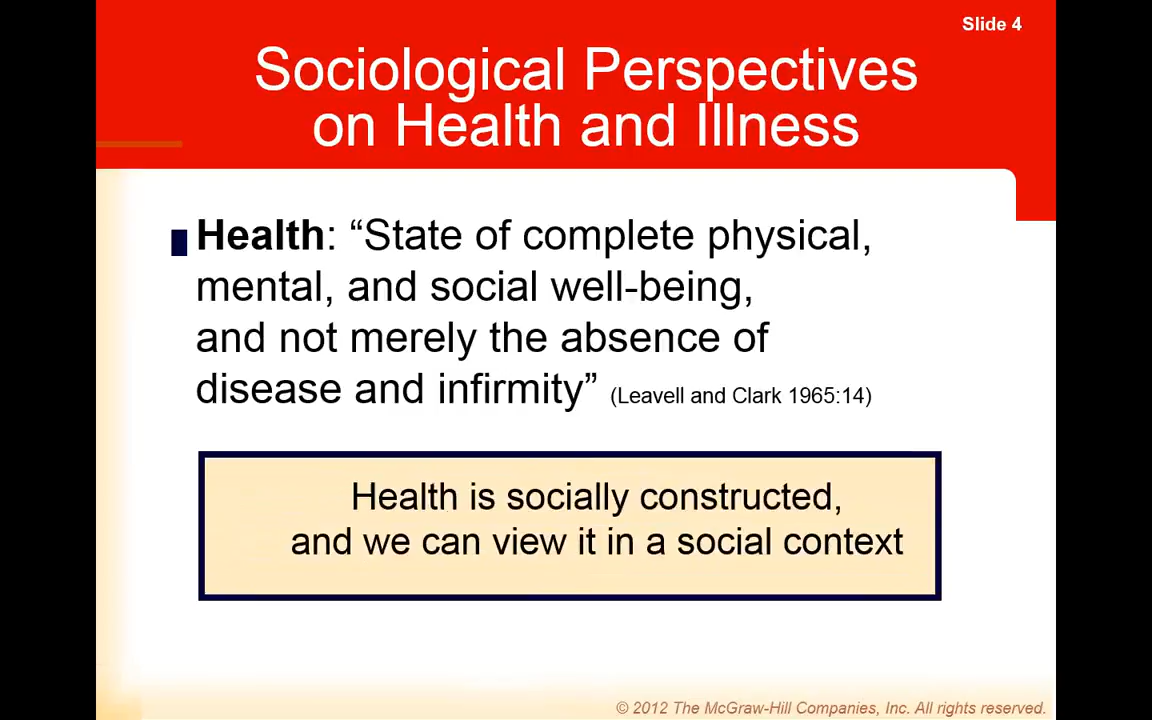 Slide 4
Sociological Perspectives
on Health and Illness
Health: “State of complete physical,
mental, and social well-being,
and not merely the absence of
disease and infirmity” (Leavell and Clark 1965:14)
Health is socially constructed,
and we can view it in a social context
© 2012 The McGraw-Hill Companies, Inc. All rights reserved.